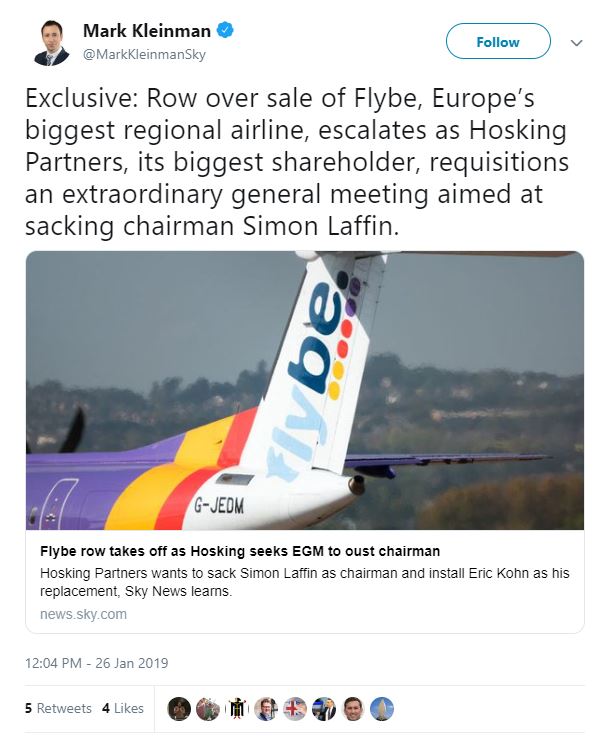 Mark Kleinman
@MarkKleinmanSky
Follow
Exclusive: Row over sale of Flybe, Europe's
biggest regional airline, escalates as Hosking
Partners, its biggest shareholder, requisitions
an extraordinary general meeting aimed at
sacking chairman Simon Laffin.
flybe
G-JEDM
Flybe row takes off as Hosking seeks EGM to oust chairman
Hosking Partners wants to sack Simon Laffin as chairman and install Eric Kohn as his
replacement, Sky News learns.
news.sky.com
12:04 PM - 26 Jan 2019
5 Retweets 4 Likes